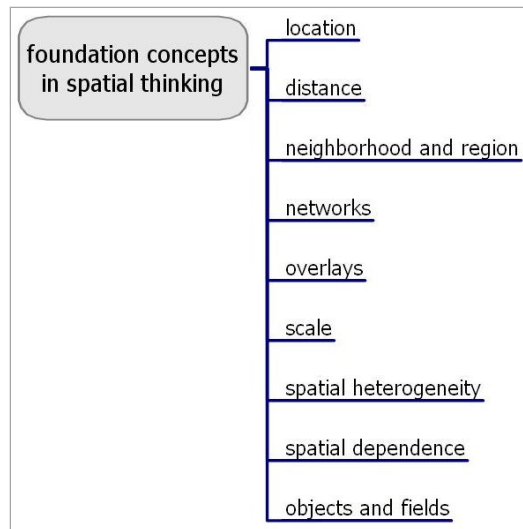 foundation concepts
in spatial thinking
location
distance
neighborhood and region
networks
overlays
scale
spatial heterogeneity
spatial dependence
objects and fields